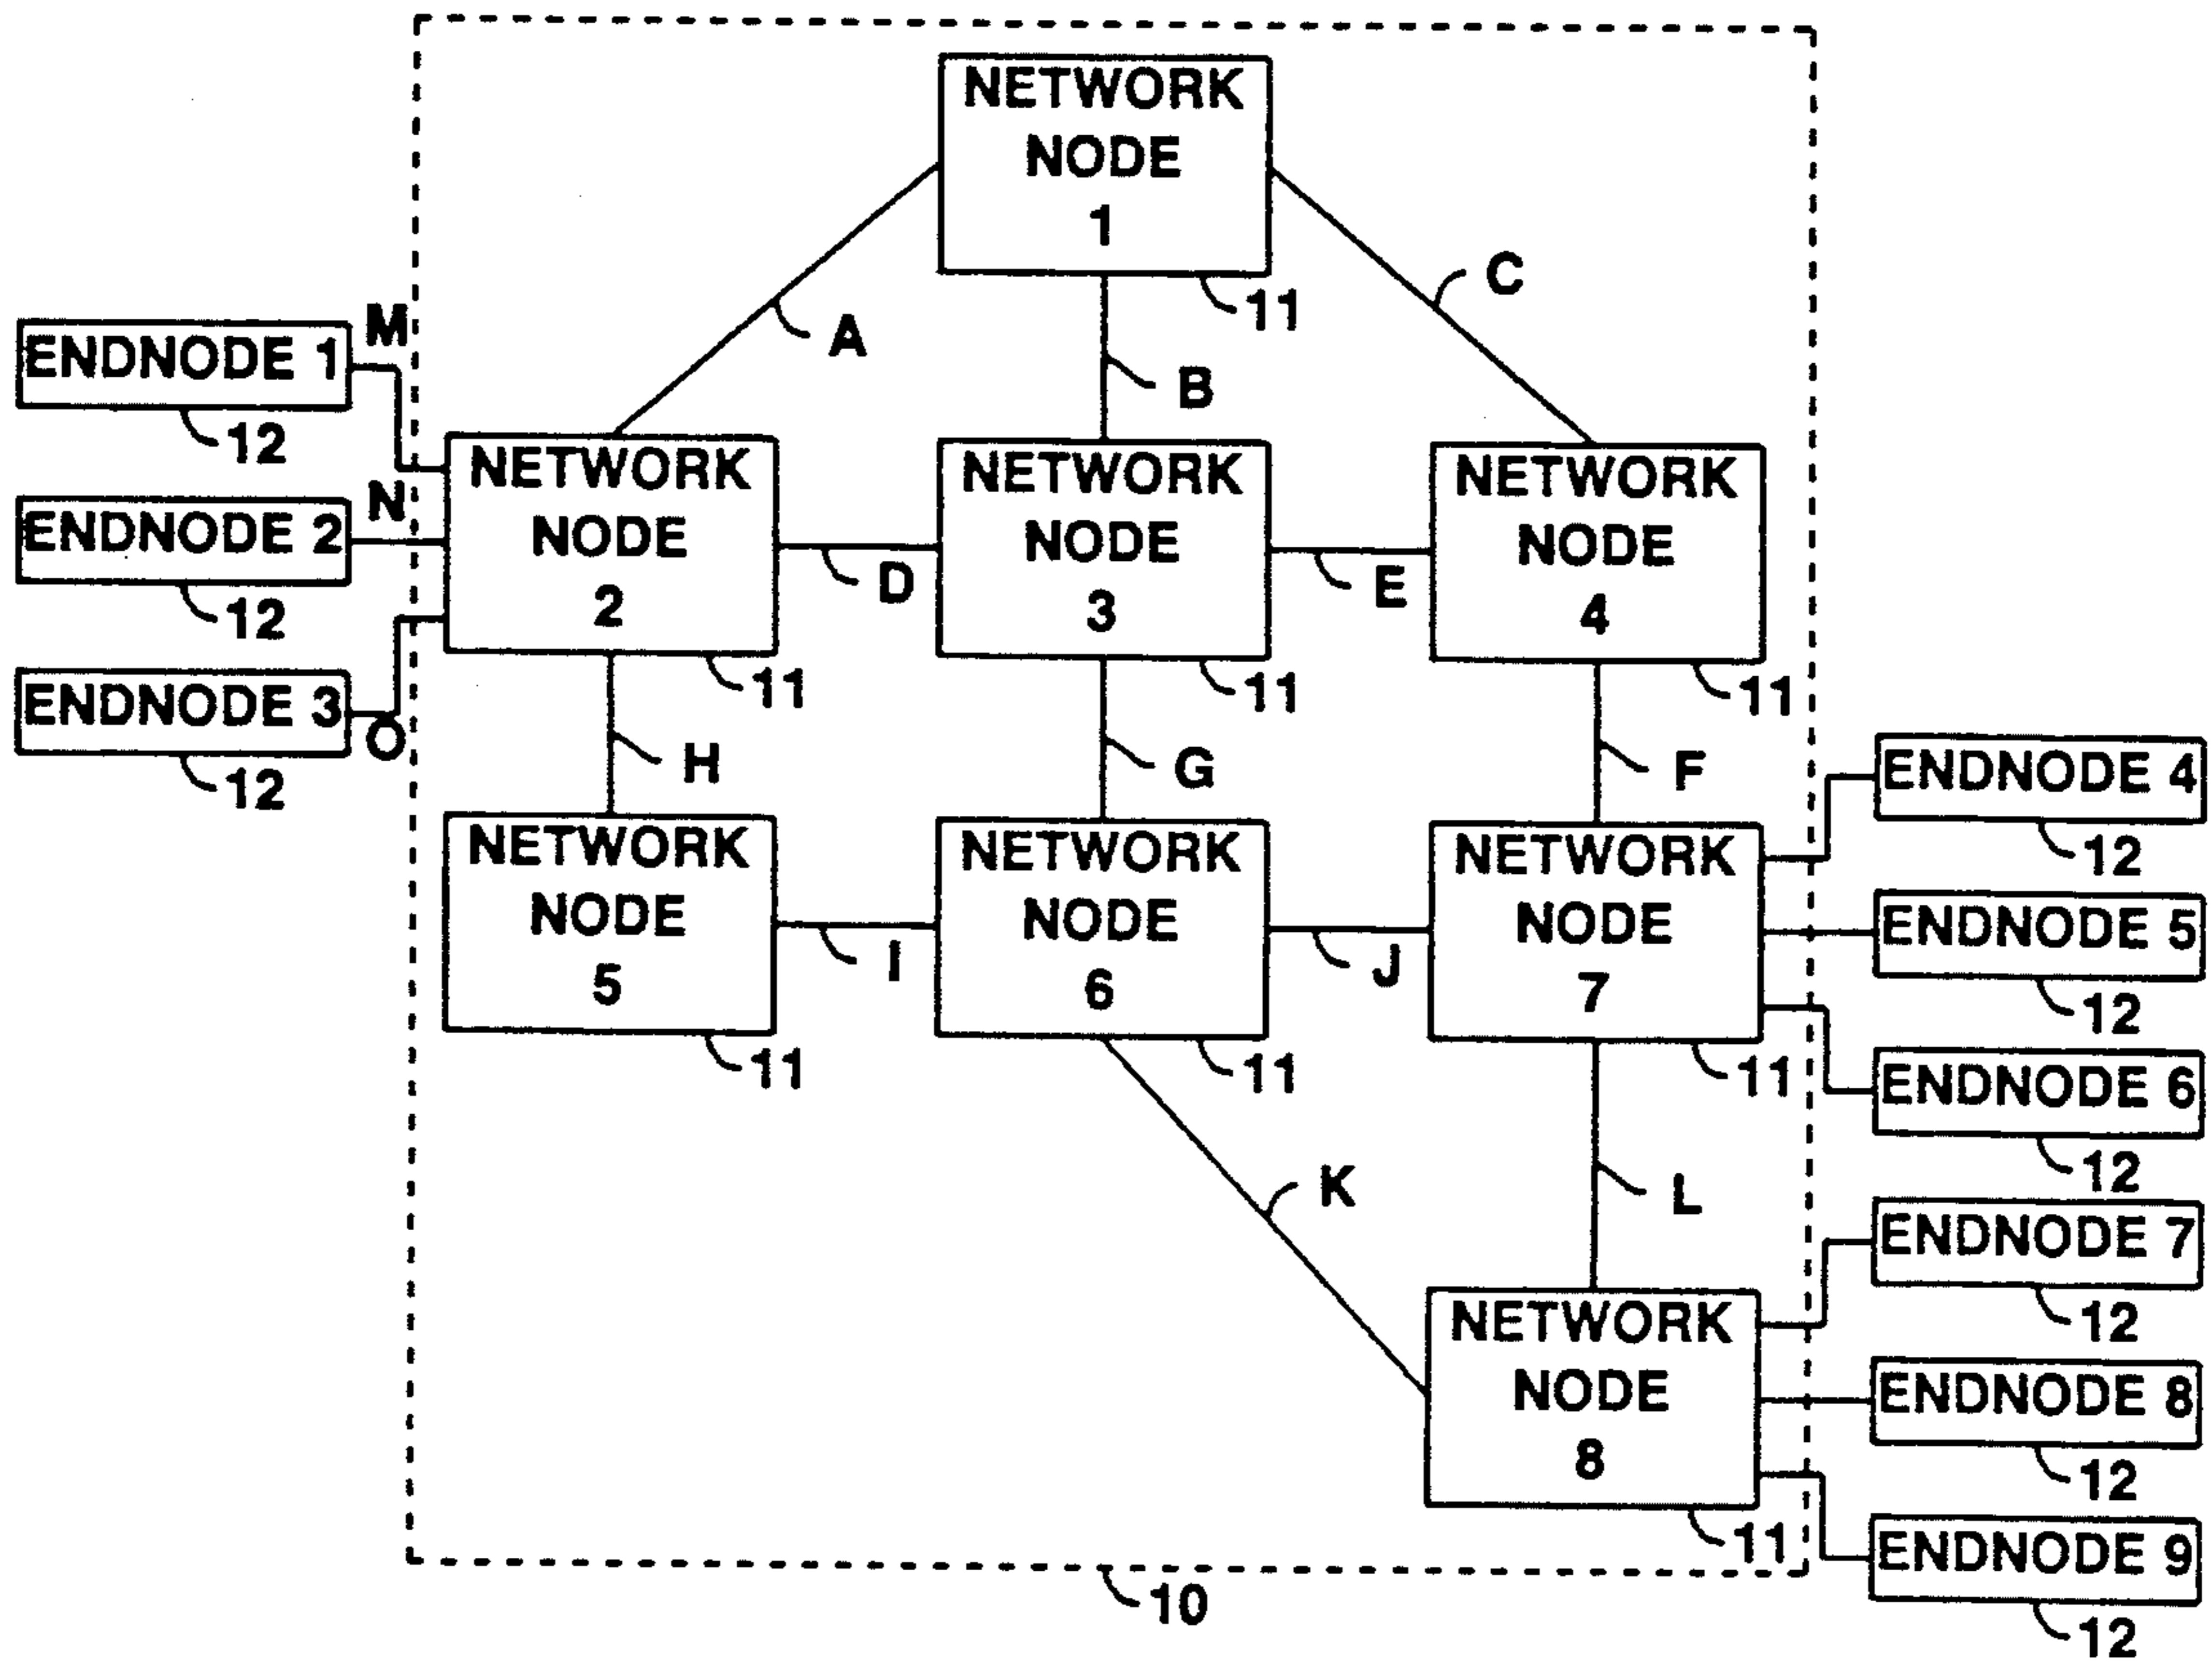 NETWORK
NODE
1
11
A
B
C
ENDNODE 1
M
12
ENDNODE 2
N
12
ENDNODE 3
O
12
NETWORK
NODE
2
11
D
NETWORK
NODE
3
11
E
NETWORK
NODE
4
11
H
G
F
NETWORK
NODE
5
11
I
NETWORK
NODE
6
11
J
NETWORK
NODE
7
11
ENDNODE 4
12
ENDNODE 5
12
ENDNODE 6
12
K
L
NETWORK
NODE
8
11
ENDNODE 7
12
ENDNODE 8
12
ENDNODE 9
12
10